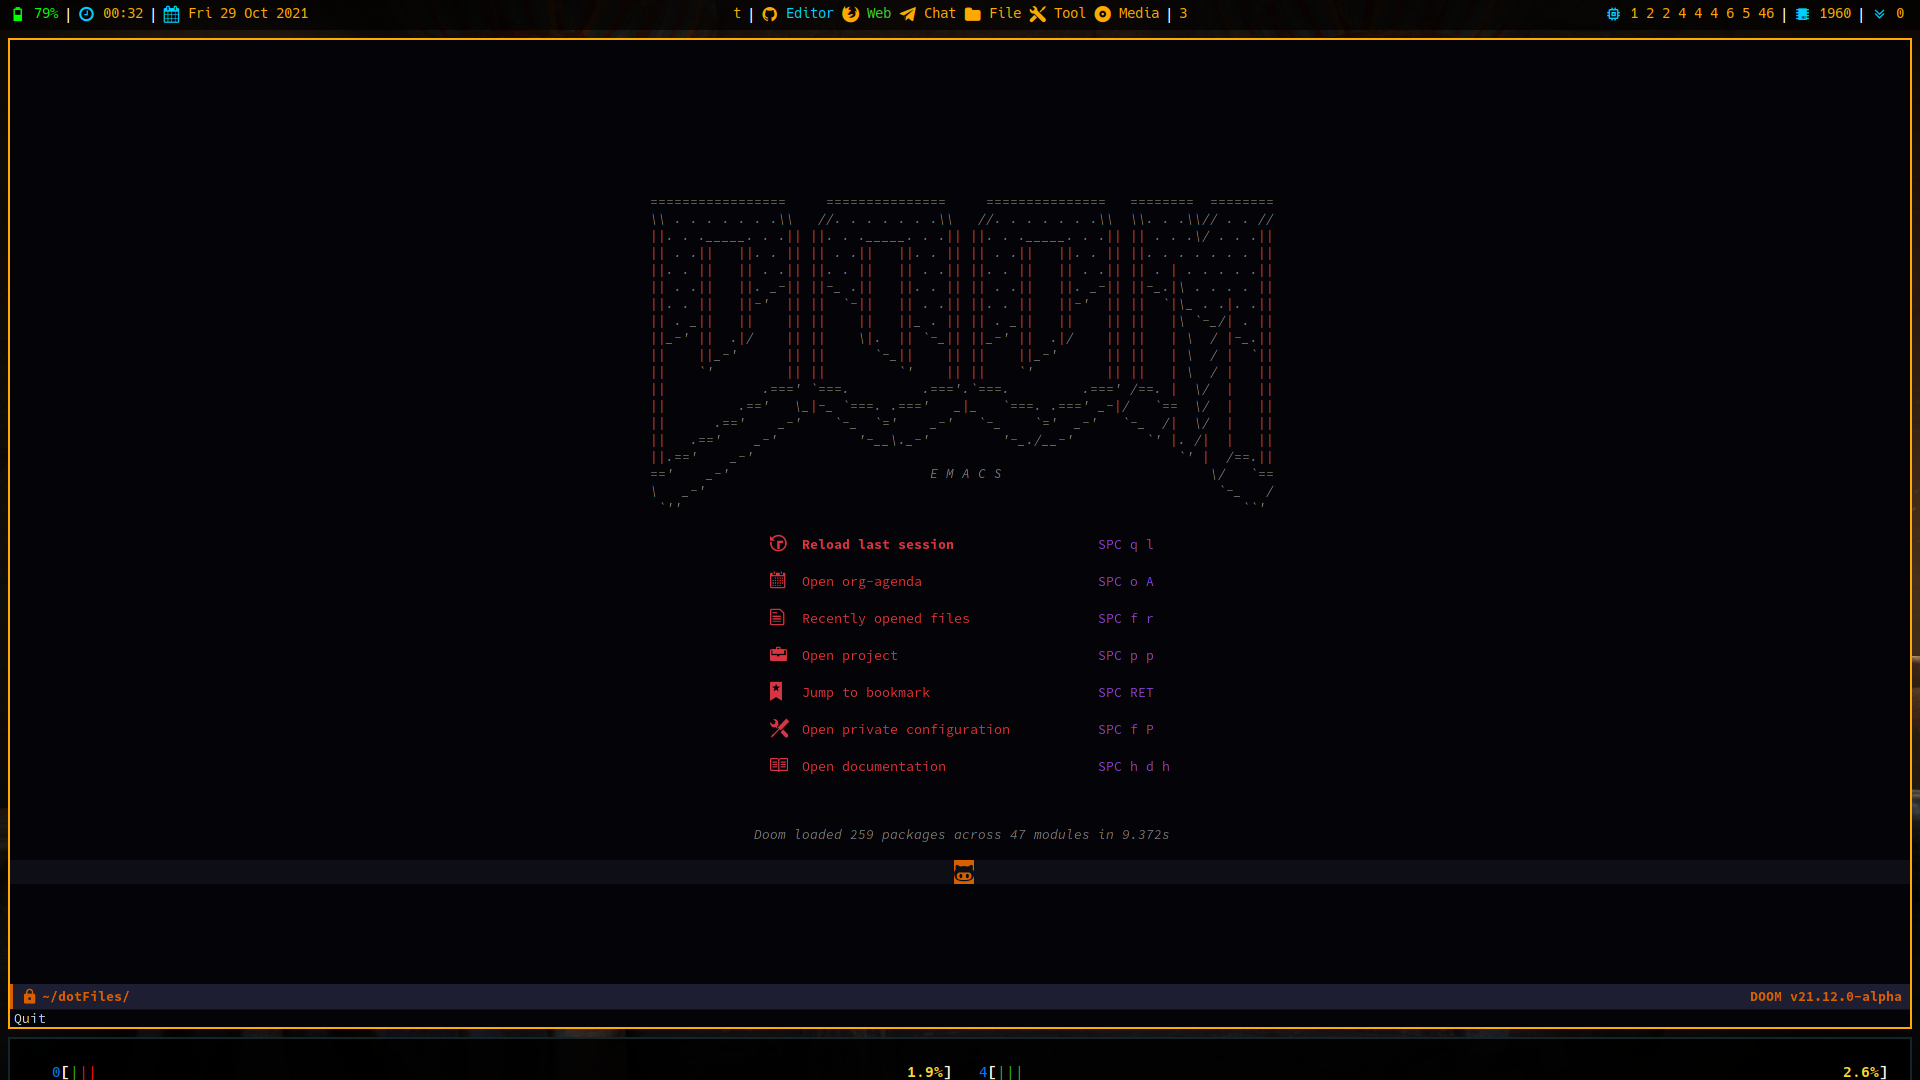 79% | 00:32 | Fri 29 Oct 2021
t | Editor Web Chat File Tool Media | 3
1 2 2 4 4 4 6 5 46 | 1960 | 0
E M A C S
Reload last session SPC q l
Open org-agenda SPC o A
Recently opened files SPC f r
Open project SPC p p
Jump to bookmark SPC RET
Open private configuration SPC f P
Open documentation SPC h d h
Doom loaded 259 packages across 47 modules in 9.372s
~/dotFiles/ DOOM v21.12.0-alpha
Quit
0[||| 1.9%] 4[||| 2.6%]